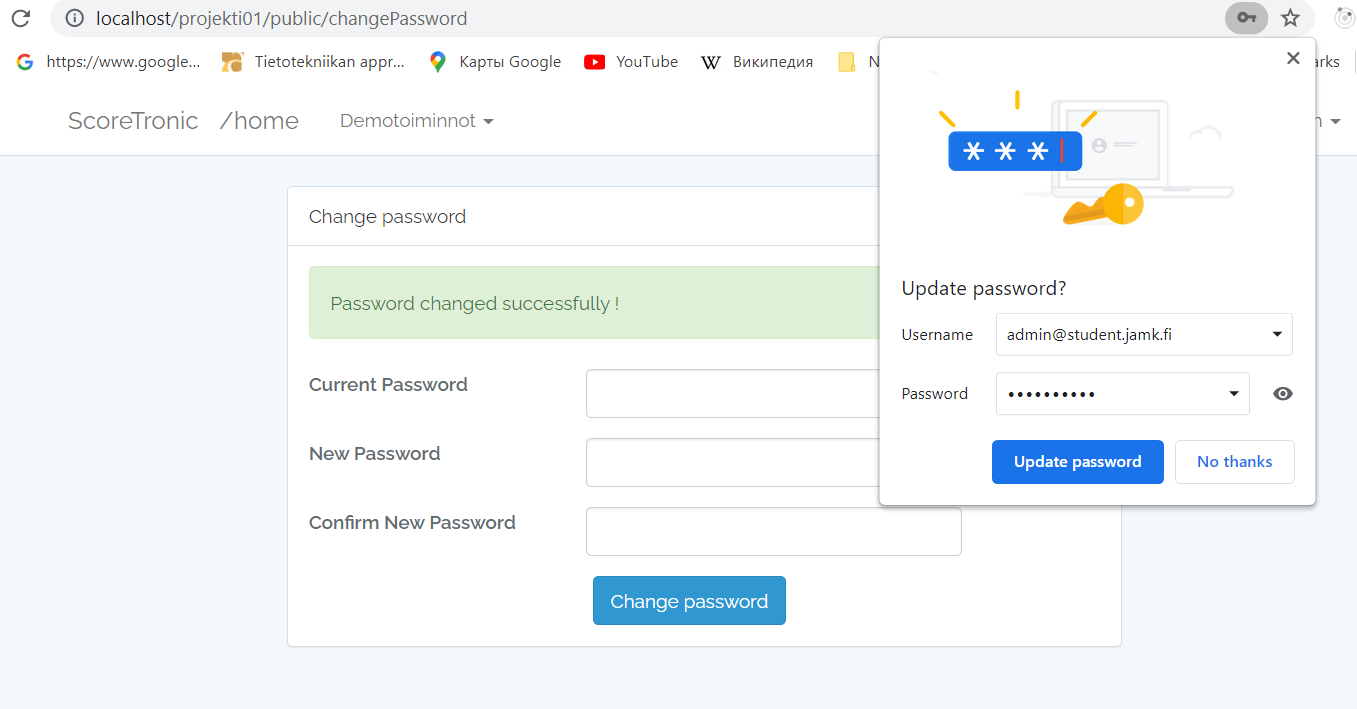 localhost/projekti01/public/changePassword
https://www.google... Tietotekniikan appr... Карты Google YouTube Википедия
ScoreTronic /home Demotoiminnot
Change password
Password changed successfully !
Current Password
New Password
Confirm New Password
Change password
* * *
Update password?
Username admin@student.jamk.fi
Password ••••••••••
Update password No thanks